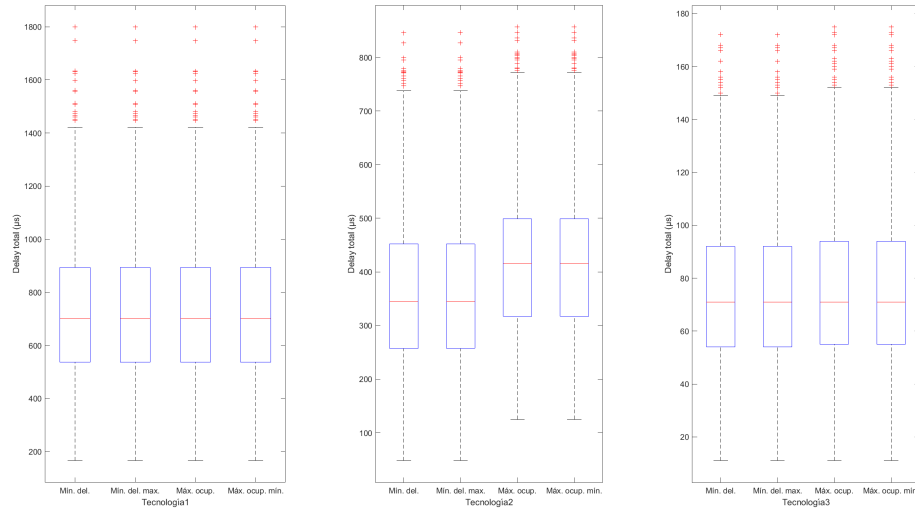 1800
1600
1400
1200
1000
800
600
400
200
Delay total (µs)
Mín. del.
Mín. del. max.
Máx. ocup.
Máx. ocup. mín.
Tecnología1
800
700
600
500
400
300
200
100
Delay total (µs)
Mín. del.
Mín. del. max.
Máx. ocup.
Máx. ocup. mín.
Tecnología2
180
160
140
120
100
80
60
40
20
Delay total (µs)
Mín. del.
Mín. del. max.
Máx. ocup.
Máx. ocup. mín.
Tecnología3